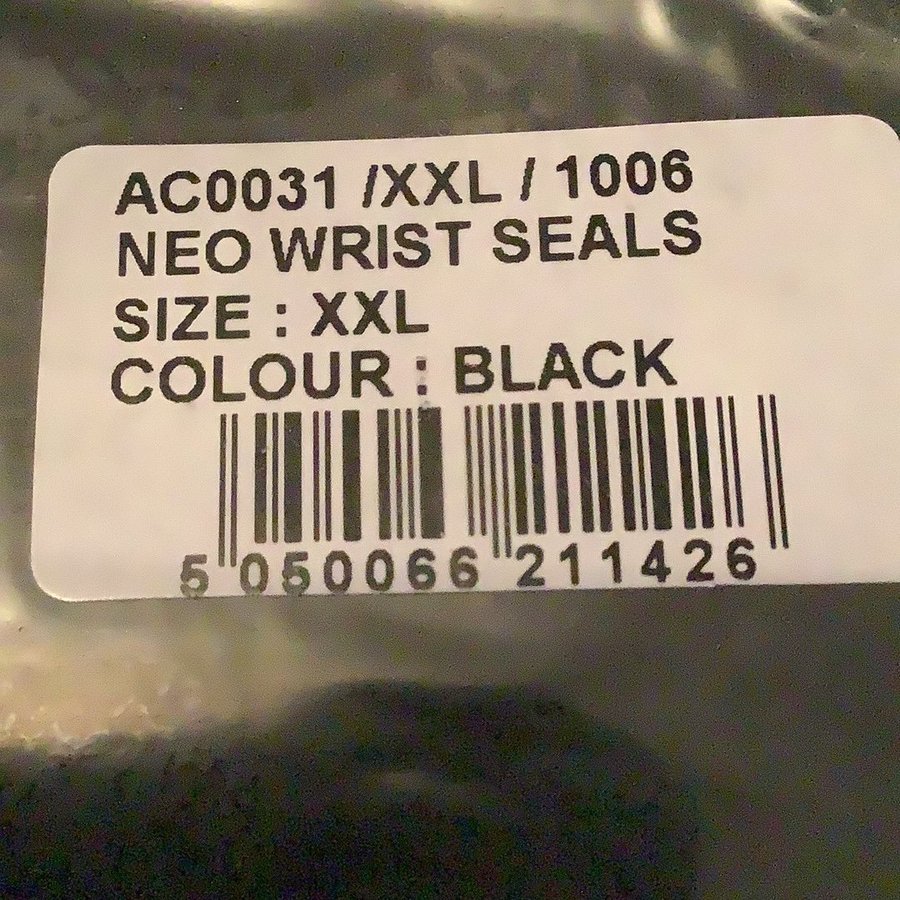 AC0031 /XXL / 1006
NEO WRIST SEALS
SIZE : XXL
COLOUR : BLACK
5 050066 211426